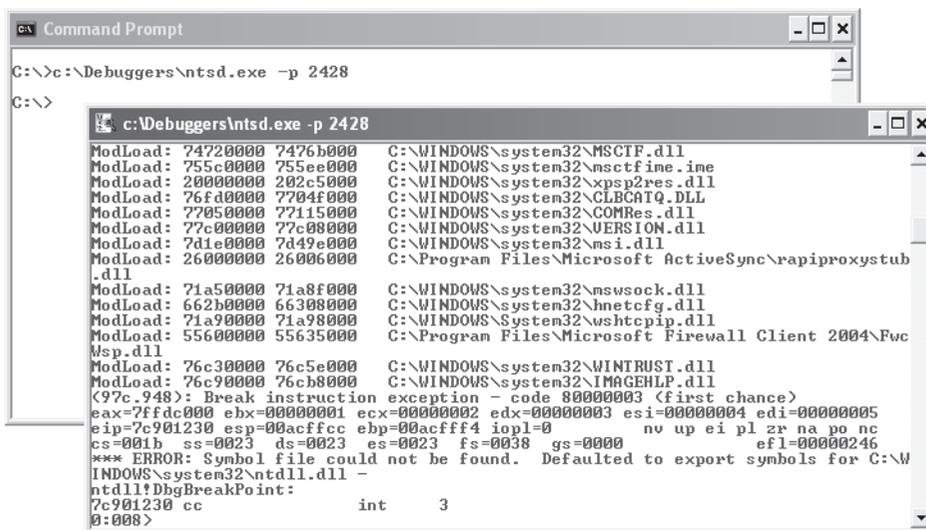 Command Prompt
C:\>c:\Debuggers\ntsd.exe -p 2428
C:\>
c:\Debuggers\ntsd.exe -p 2428
ModLoad: 74720000 7476b000   C:\WINDOWS\system32\MSCTF.dll
ModLoad: 755c0000 755ee000   C:\WINDOWS\system32\msctfime.ime
ModLoad: 20000000 202c5000   C:\WINDOWS\system32\xpsp2res.dll
ModLoad: 76fd0000 7704f000   C:\WINDOWS\system32\CLBCATQ.DLL
ModLoad: 77050000 77115000   C:\WINDOWS\system32\COMRes.dll
ModLoad: 77c00000 77c08000   C:\WINDOWS\system32\VERSION.dll
ModLoad: 7d1e0000 7d49e000   C:\WINDOWS\system32\msi.dll
ModLoad: 26000000 26006000   C:\Program Files\Microsoft ActiveSync\rapiproxystub
.dll
ModLoad: 71a50000 71a8f000   C:\WINDOWS\system32\mswsock.dll
ModLoad: 662b0000 66308000   C:\WINDOWS\system32\hnetcfg.dll
ModLoad: 71a90000 71a98000   C:\WINDOWS\System32\wshtcpip.dll
ModLoad: 55600000 55635000   C:\Program Files\Microsoft Firewall Client 2004\Fwc
Wsp.dll
ModLoad: 76c30000 76c5e000   C:\WINDOWS\system32\WINTRUST.dll
ModLoad: 76c90000 76cb8000   C:\WINDOWS\system32\IMAGEHLP.dll
(97c.948): Break instruction exception - code 80000003 (first chance)
eax=7ffdc000 ebx=00000001 ecx=00000002 edx=00000003 esi=00000004 edi=00000005
eip=7c901230 esp=00acffcc ebp=00acfff4 iopl=0         nv up ei pl zr na po nc
cs=001b  ss=0023  ds=0023  es=0023  fs=0038  gs=0000             efl=00000246
*** ERROR: Symbol file could not be found.  Defaulted to export symbols for C:\W
INDOWS\system32\ntdll.dll -
ntdll!DbgBreakPoint:
7c901230 cc               int     3
0:008>